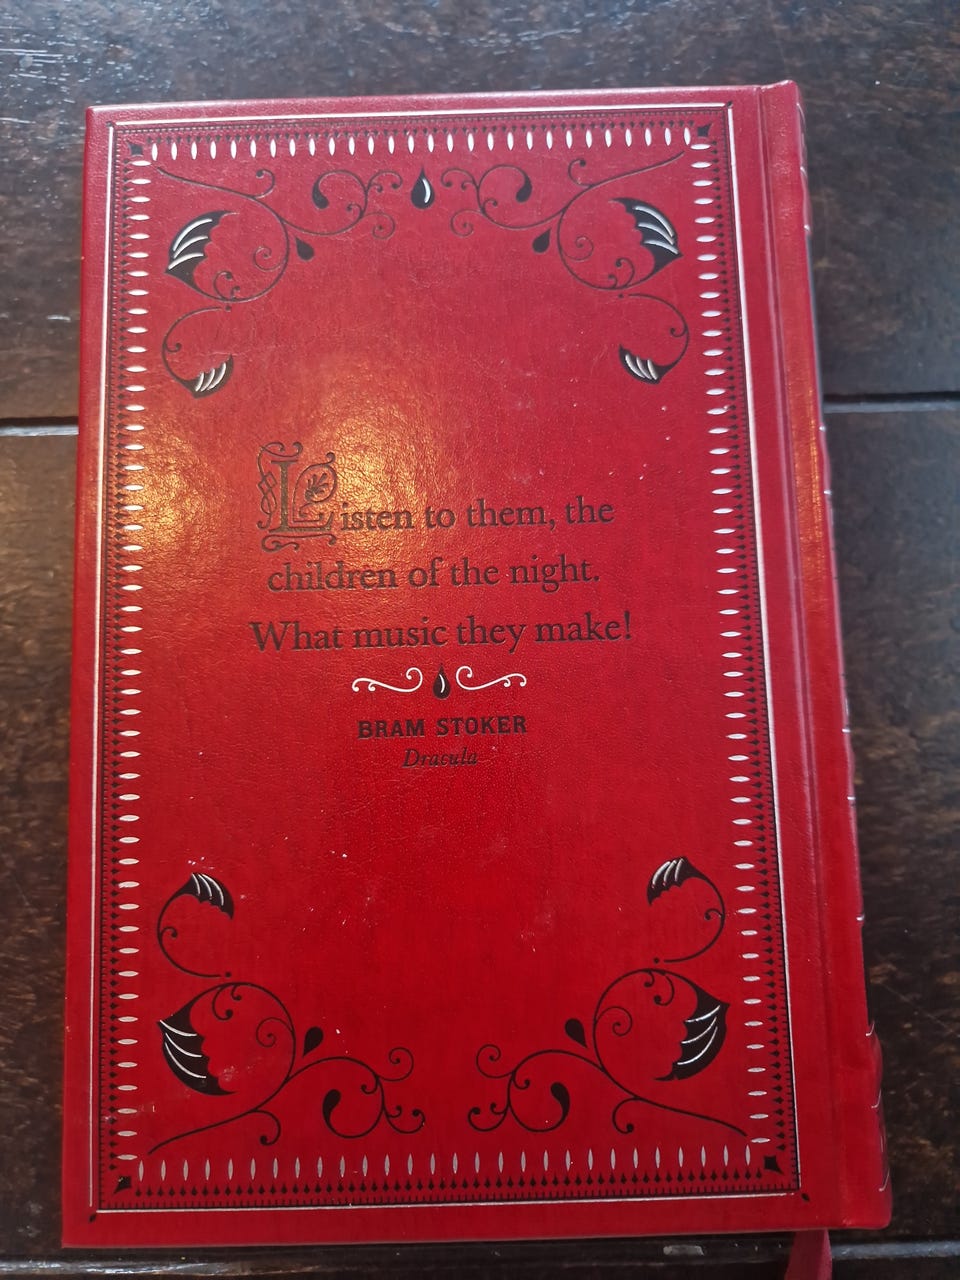 Listen to them, the
children of the night.
What music they make!
BRAM STOKER
Dracula